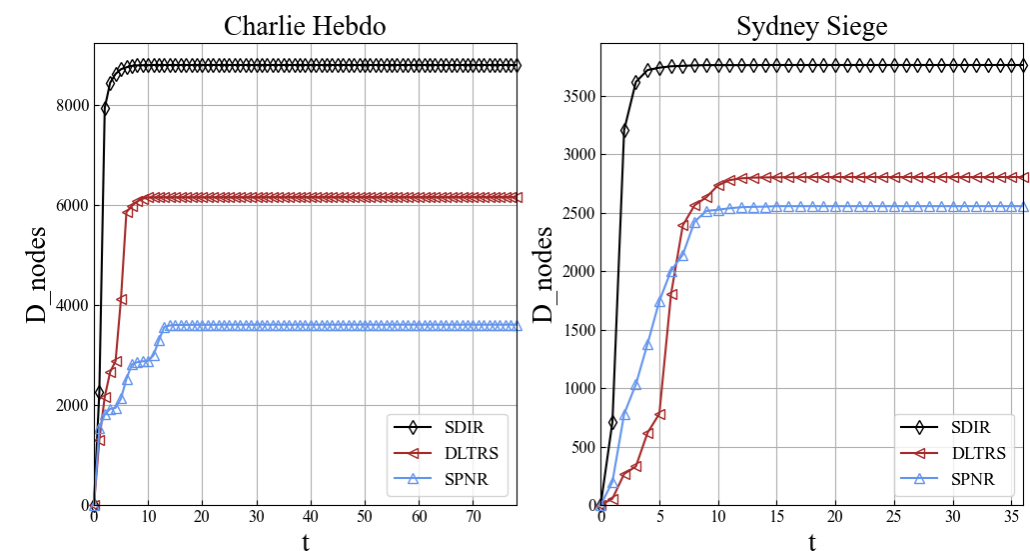 Charlie Hebdo
D_nodes
8000
6000
4000
2000
0
0 10 20 30 40 50 60 70
t
SDIR
DLTRS
SPNR
Sydney Siege
D_nodes
3500
3000
2500
2000
1500
1000
500
0
0 5 10 15 20 25 30 35
t
SDIR
DLTRS
SPNR